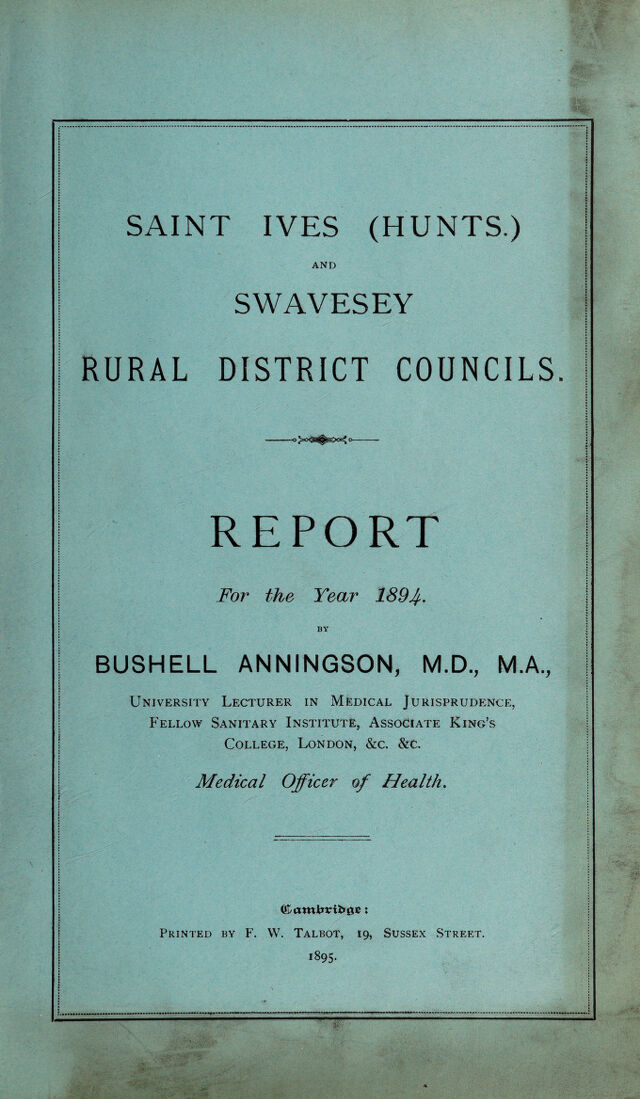 SAINT IVES (HUNTS.)
AND
SWAVESEY
RURAL DISTRICT COUNCILS.
REPORT
For the Year 1894.
BY
BUSHELL ANNINGSON, M.D., M.A.,
UNIVERSITY LECTURER IN MEDICAL JURISPRUDENCE,
FELLOW SANITARY INSTITUTE, ASSOCIATE KING'S
COLLEGE, LONDON, &C. &C.
Medical Officer of Health.
Cambridge:
PRINTED BY F. W. TALBOT, 19, SUSSEX STREET.
1895.